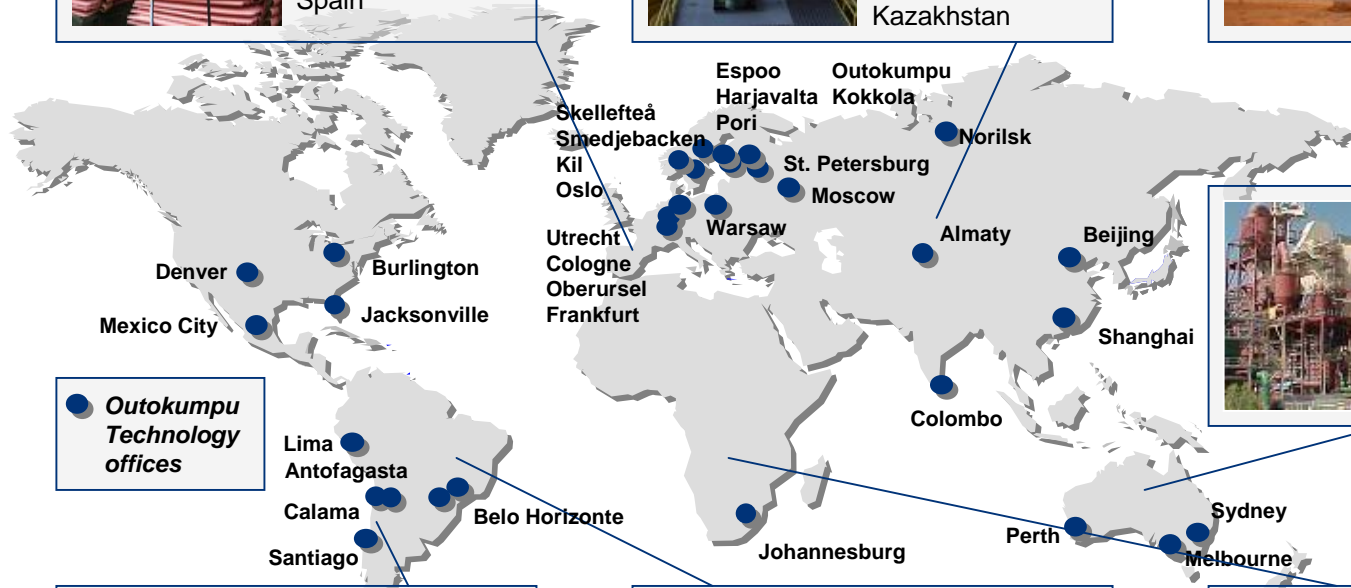 Spain
Kazakhstan
Espoo
Harjavalta
Pori
Outokumpu
Kokkola
Skellefteå
Smedjebacken
Kil
Oslo
Norilsk
St. Petersburg
Moscow
Warsaw
Utrecht
Cologne
Oberursel
Frankfurt
Almaty
Beijing
Shanghai
Colombo
Denver
Burlington
Jacksonville
Mexico City
Outokumpu
Technology
offices
Lima
Antofagasta
Calama
Santiago
Belo Horizonte
Johannesburg
Perth
Sydney
Melbourne